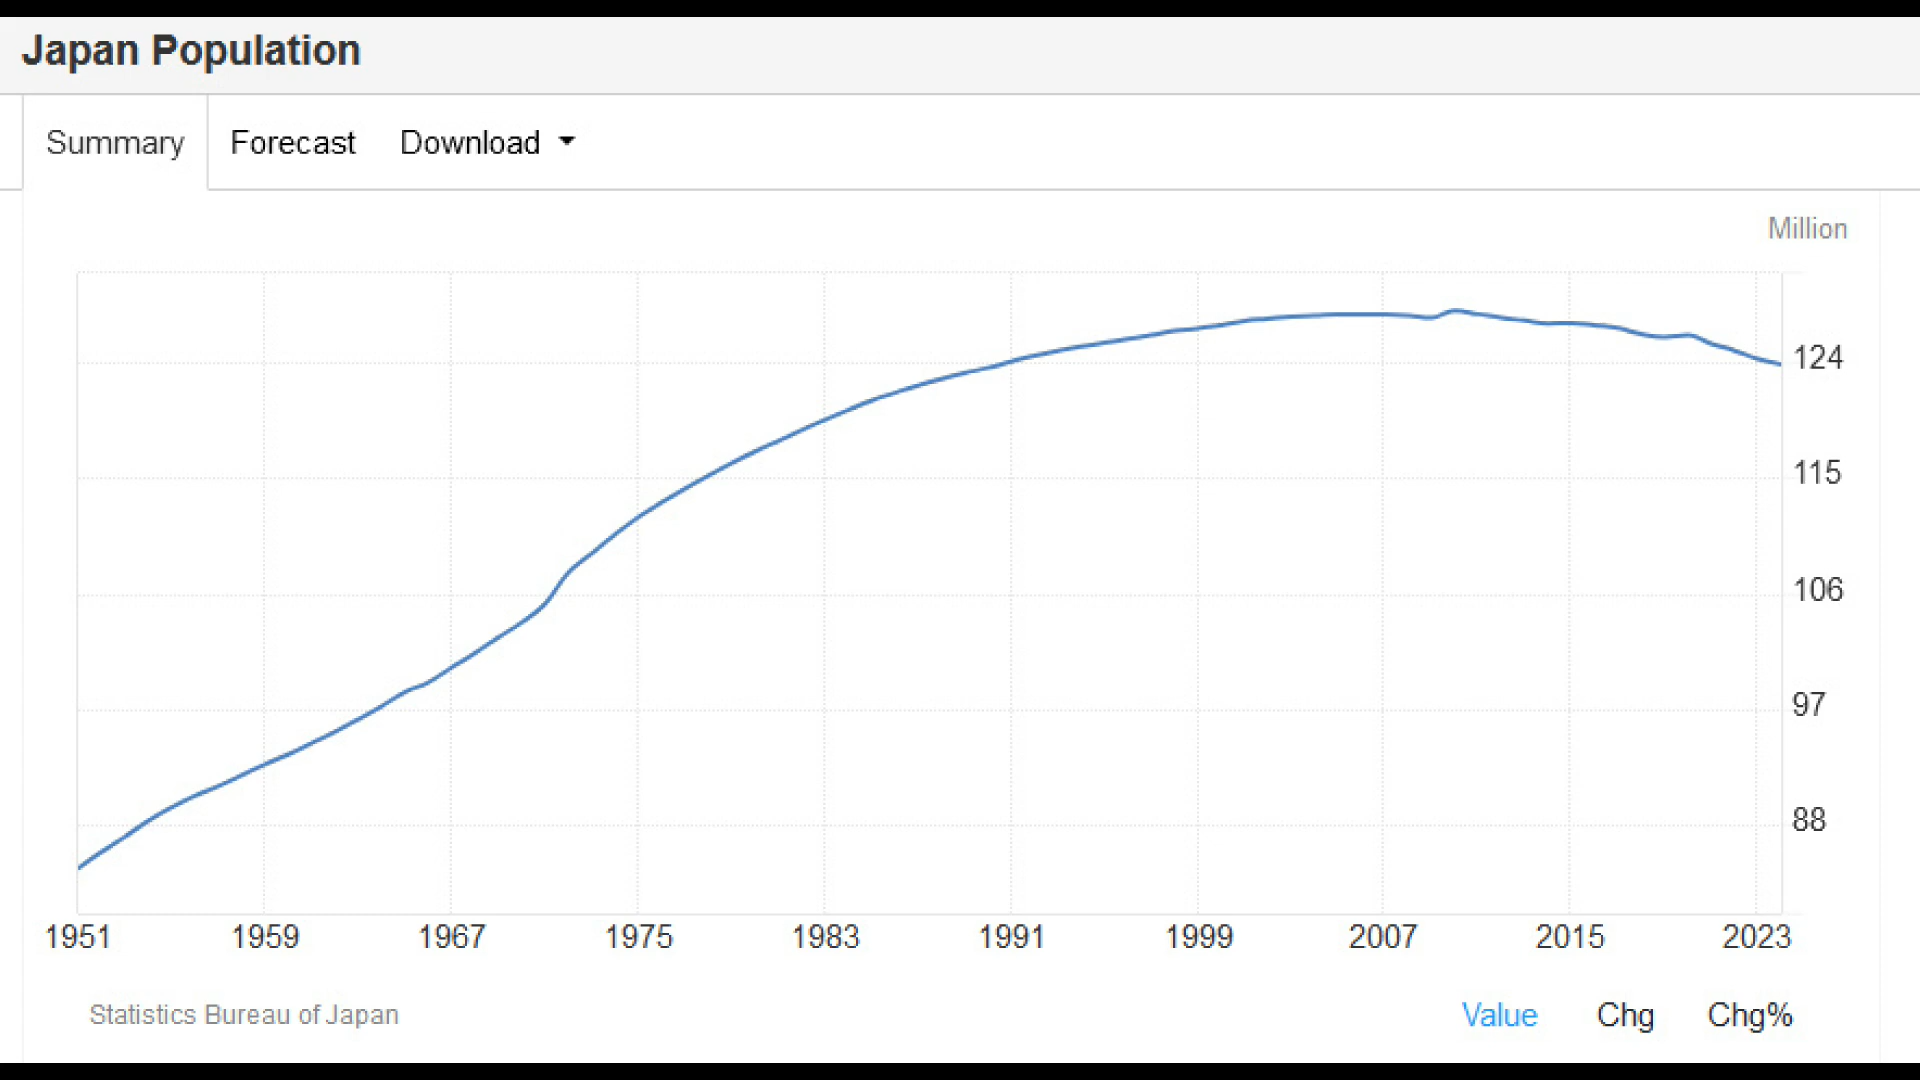 Japan Population
Summary Forecast Download
Million
124
115
106
97
88
1951 1959 1967 1975 1983 1991 1999 2007 2015 2023
Statistics Bureau of Japan Value Chg Chg%